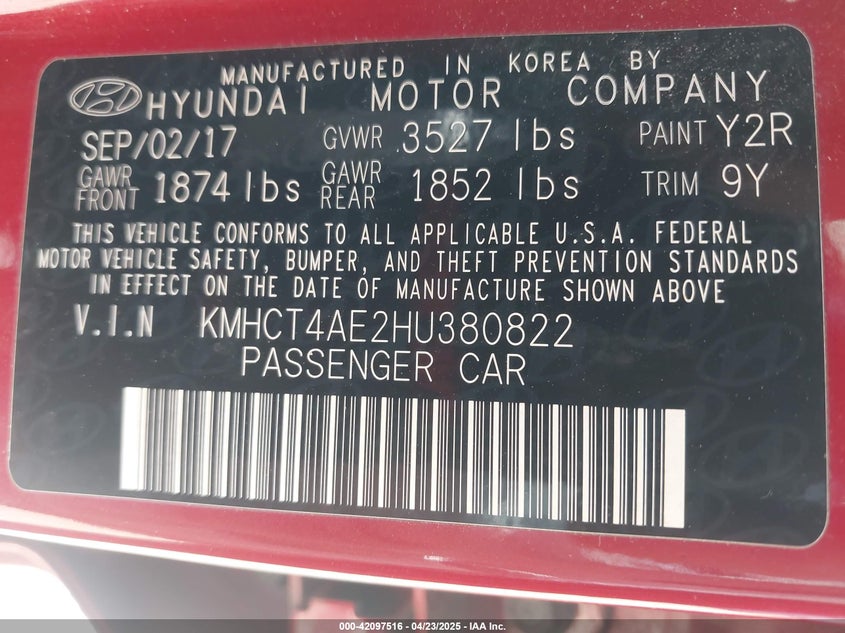 MANUFACTURED IN KOREA BY
HYUNDAI MOTOR COMPANY
SEP/02/17 GVWR 3527 lbs PAINT Y2R
GAWR FRONT 1874 lbs GAWR REAR 1852 lbs TRIM 9Y
THIS VEHICLE CONFORMS TO ALL APPLICABLE U.S.A. FEDERAL
MOTOR VEHICLE SAFETY, BUMPER, AND THEFT PREVENTION STANDARDS
IN EFFECT ON THE DATE OF MANUFACTURE SHOWN ABOVE
V.I.N KMHCT4AE2HU380822
PASSENGER CAR
000-42097516 - 04/23/2025 - IAA Inc.